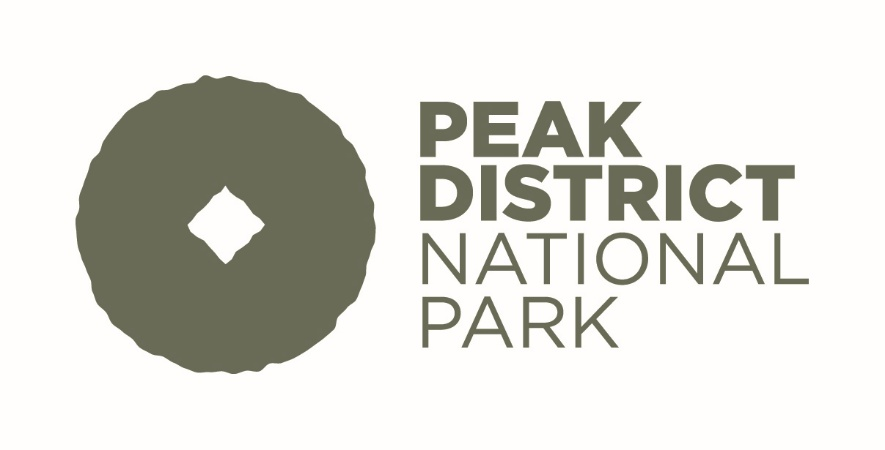 PEAK
DISTRICT
NATIONAL
PARK